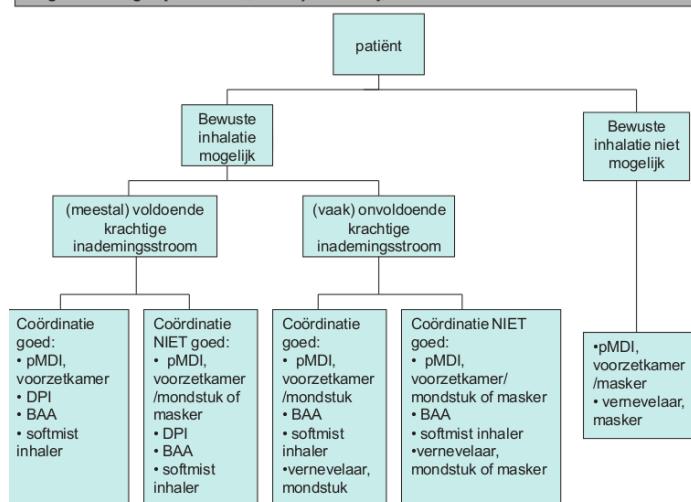 patiënt
Bewuste
inhalatie
mogelijk
Bewuste
inhalatie niet
mogelijk
(meestal) voldoende
krachtige
inademingsstroom
(vaak) onvoldoende
krachtige
inademingsstroom
Coördinatie
goed:
• pMDI,
voorzetkamer
• DPI
• BAA
• softmist
inhaler
Coördinatie
NIET goed:
• pMDI,
voorzetkamer
/mondstuk of
masker
• DPI
• BAA
• softmist
inhaler
Coördinatie
goed:
• pMDI,
voorzetkamer
/mondstuk
• BAA
• softmist
inhaler
•vernevelaar,
mondstuk
Coördinatie NIET
goed:
• pMDI,
voorzetkamer/
mondstuk of masker
• BAA
• softmist inhaler
•vernevelaar,
mondstuk of masker
•pMDI,
voorzetkamer
/masker
• vernevelaar,
masker